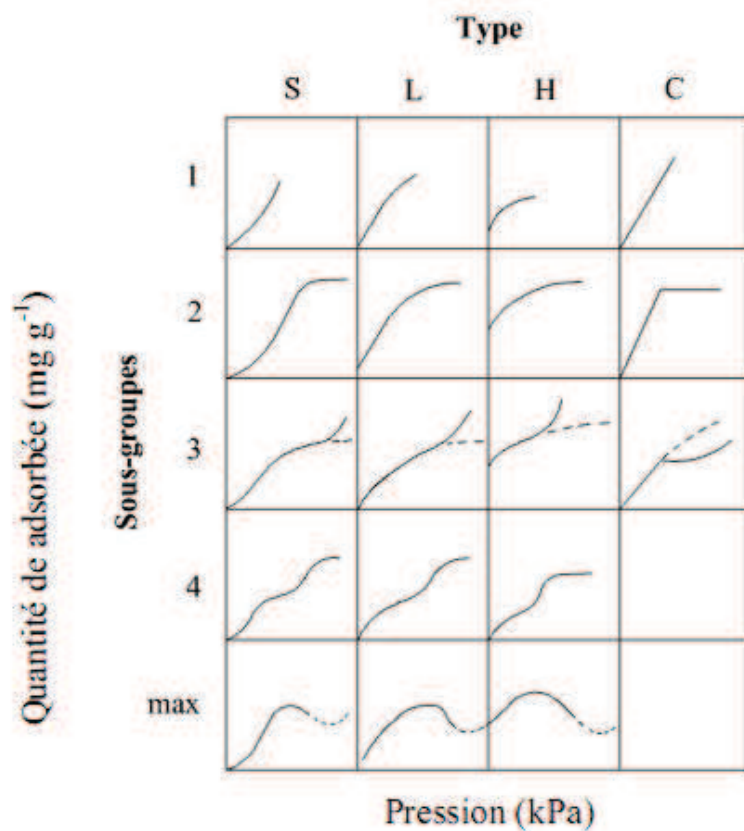 Type
S L H C
Quantité de adsorbée (mg g⁻¹)
Sous-groupes
1
2
3
4
max
Pression (kPa)